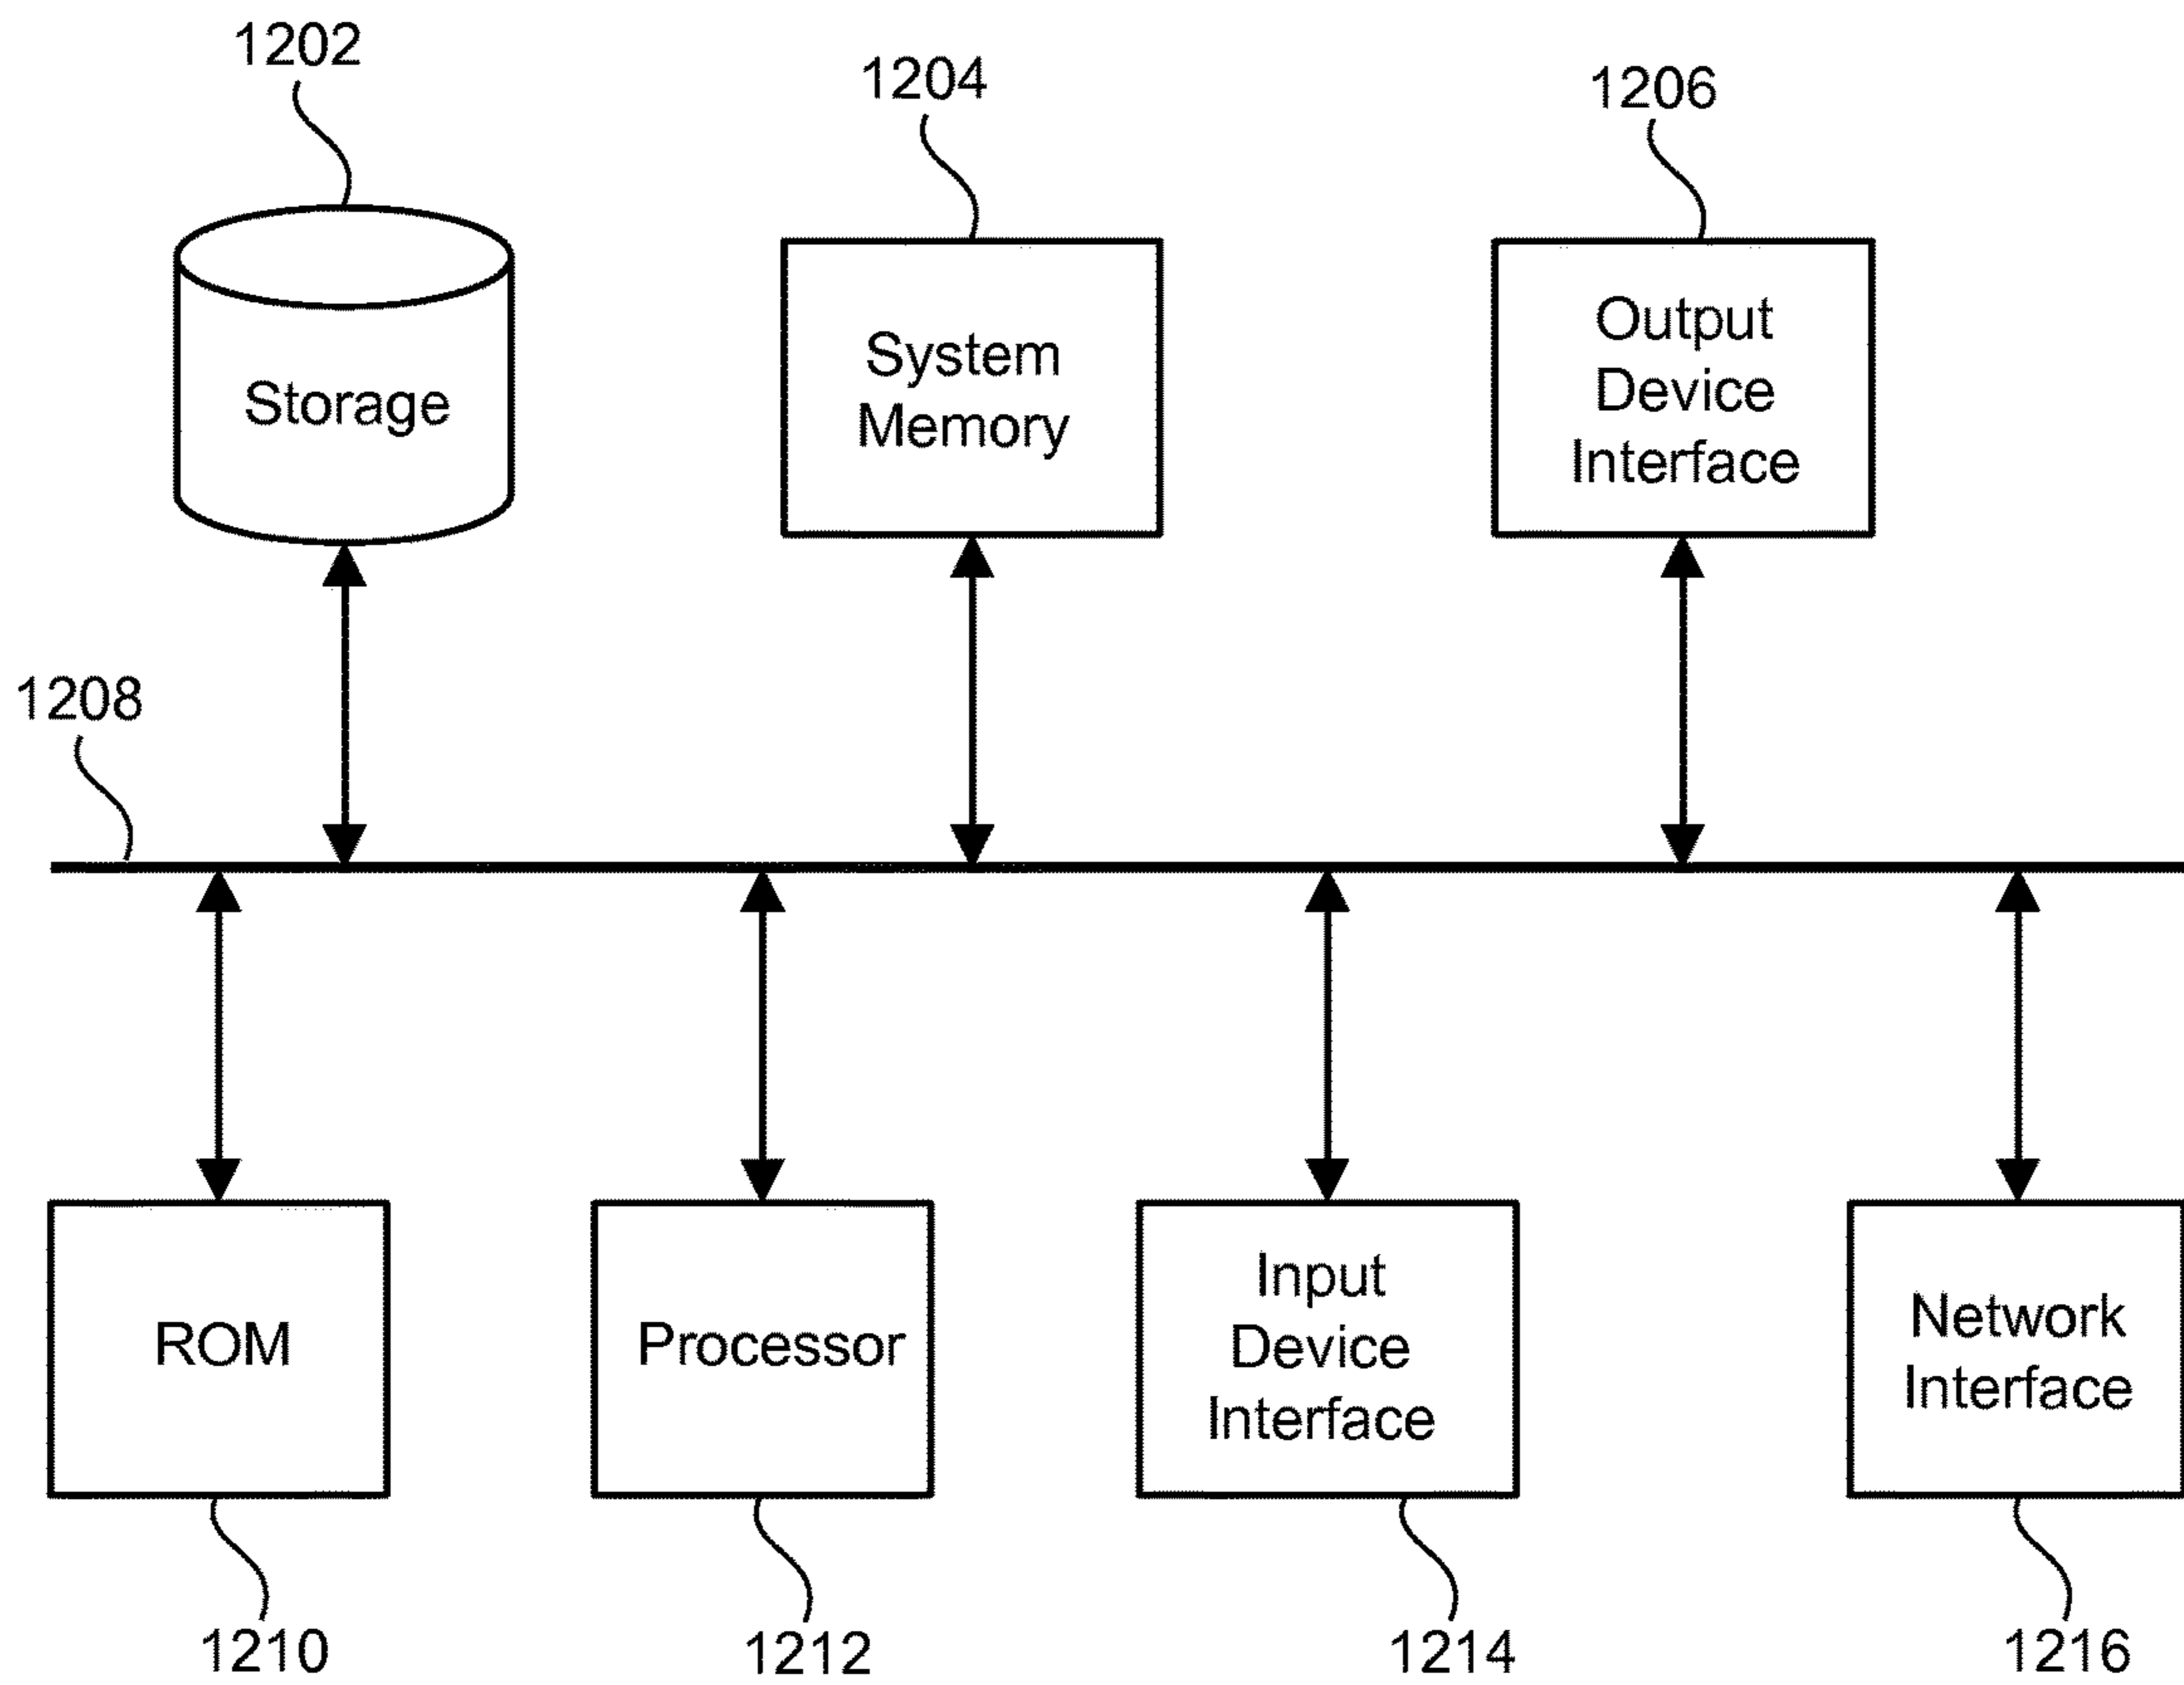 1202
1204
1206
Storage
System
Memory
Output
Device
Interface
1208
ROM
Processor
Input
Device
Interface
Network
Interface
1210
1212
1214
1216